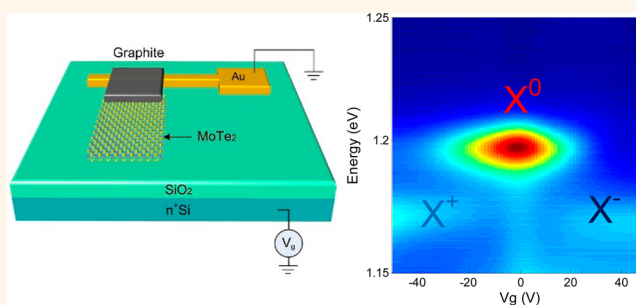 Graphite
Au
MoTe₂
SiO₂
n⁺Si
Vg
Energy (eV)
1.25
1.2
1.15
X⁰
X⁺
X⁻
-40
-20
0
20
40
Vg (V)